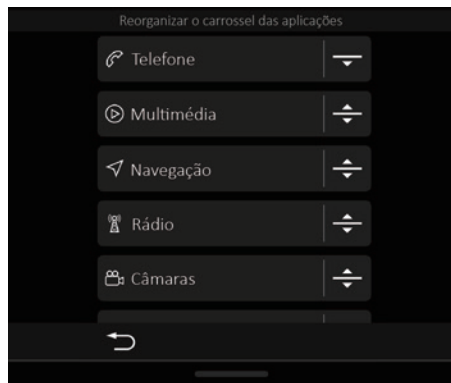 Reorganizar o carrossel das aplicações
Telefone
Multimédia
Navegação
Rádio
Câmaras